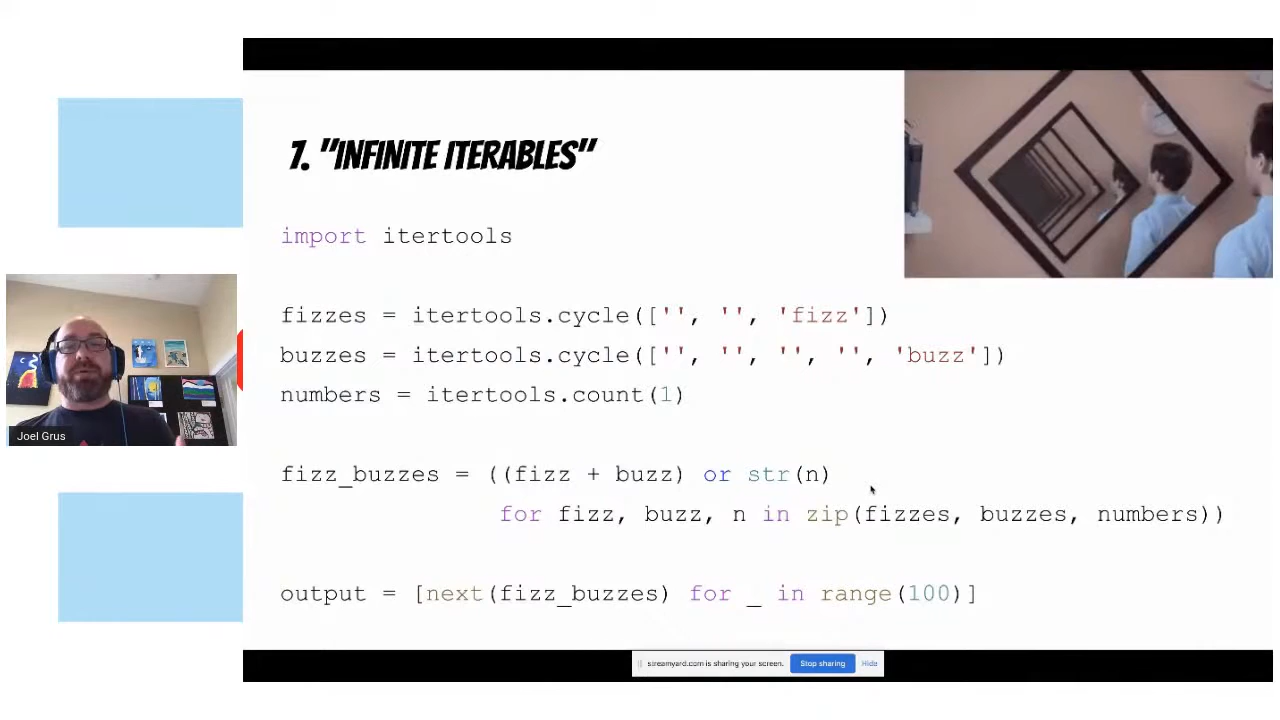 7. "INFINITE ITERABLES"
import itertools
fizzes = itertools.cycle(['', '', 'fizz'])
buzzes = itertools.cycle(['', '', '', '', 'buzz'])
numbers = itertools.count(1)
fizz_buzzes = ((fizz + buzz) or str(n)
for fizz, buzz, n in zip(fizzes, buzzes, numbers))
output = [next(fizz_buzzes) for _ in range(100)]
Joel Grus
streamyard.com is sharing your screen. Stop sharing Hide